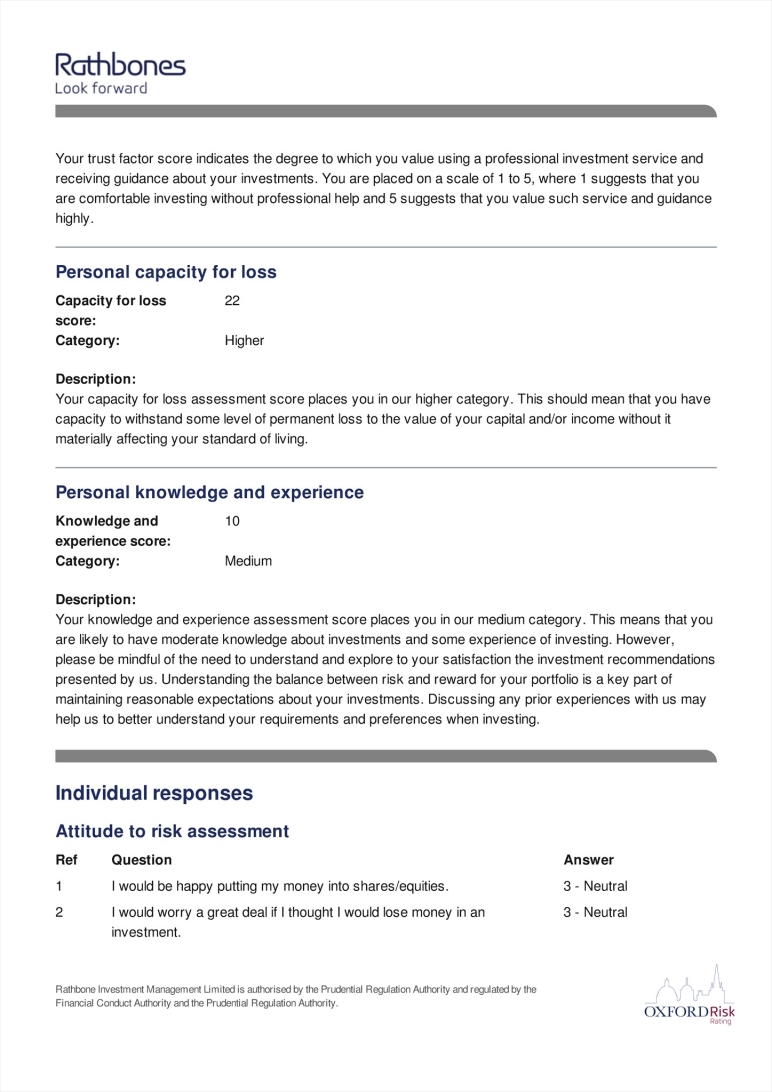 Rathbones
Look forward
Your trust factor score indicates the degree to which you value using a professional investment service and
receiving guidance about your investments. You are placed on a scale of 1 to 5, where 1 suggests that you
are comfortable investing without professional help and 5 suggests that you value such service and guidance
highly.
Personal capacity for loss
Capacity for loss 22
score:
Category: Higher
Description:
Your capacity for loss assessment score places you in our higher category. This should mean that you have
capacity to withstand some level of permanent loss to the value of your capital and/or income without it
materially affecting your standard of living.
Personal knowledge and experience
Knowledge and 10
experience score:
Category: Medium
Description:
Your knowledge and experience assessment score places you in our medium category. This means that you
are likely to have moderate knowledge about investments and some experience of investing. However,
please be mindful of the need to understand and explore to your satisfaction the investment recommendations
presented by us. Understanding the balance between risk and reward for your portfolio is a key part of
maintaining reasonable expectations about your investments. Discussing any prior experiences with us may
help us to better understand your requirements and preferences when investing.
Individual responses
Attitude to risk assessment
Ref Question Answer
1 I would be happy putting my money into shares/equities. 3 - Neutral
2 I would worry a great deal if I thought I would lose money in an 3 - Neutral
investment.
Rathbone Investment Management Limited is authorised by the Prudential Regulation Authority and regulated by the
Financial Conduct Authority and the Prudential Regulation Authority.
OXFORDRisk
Rating